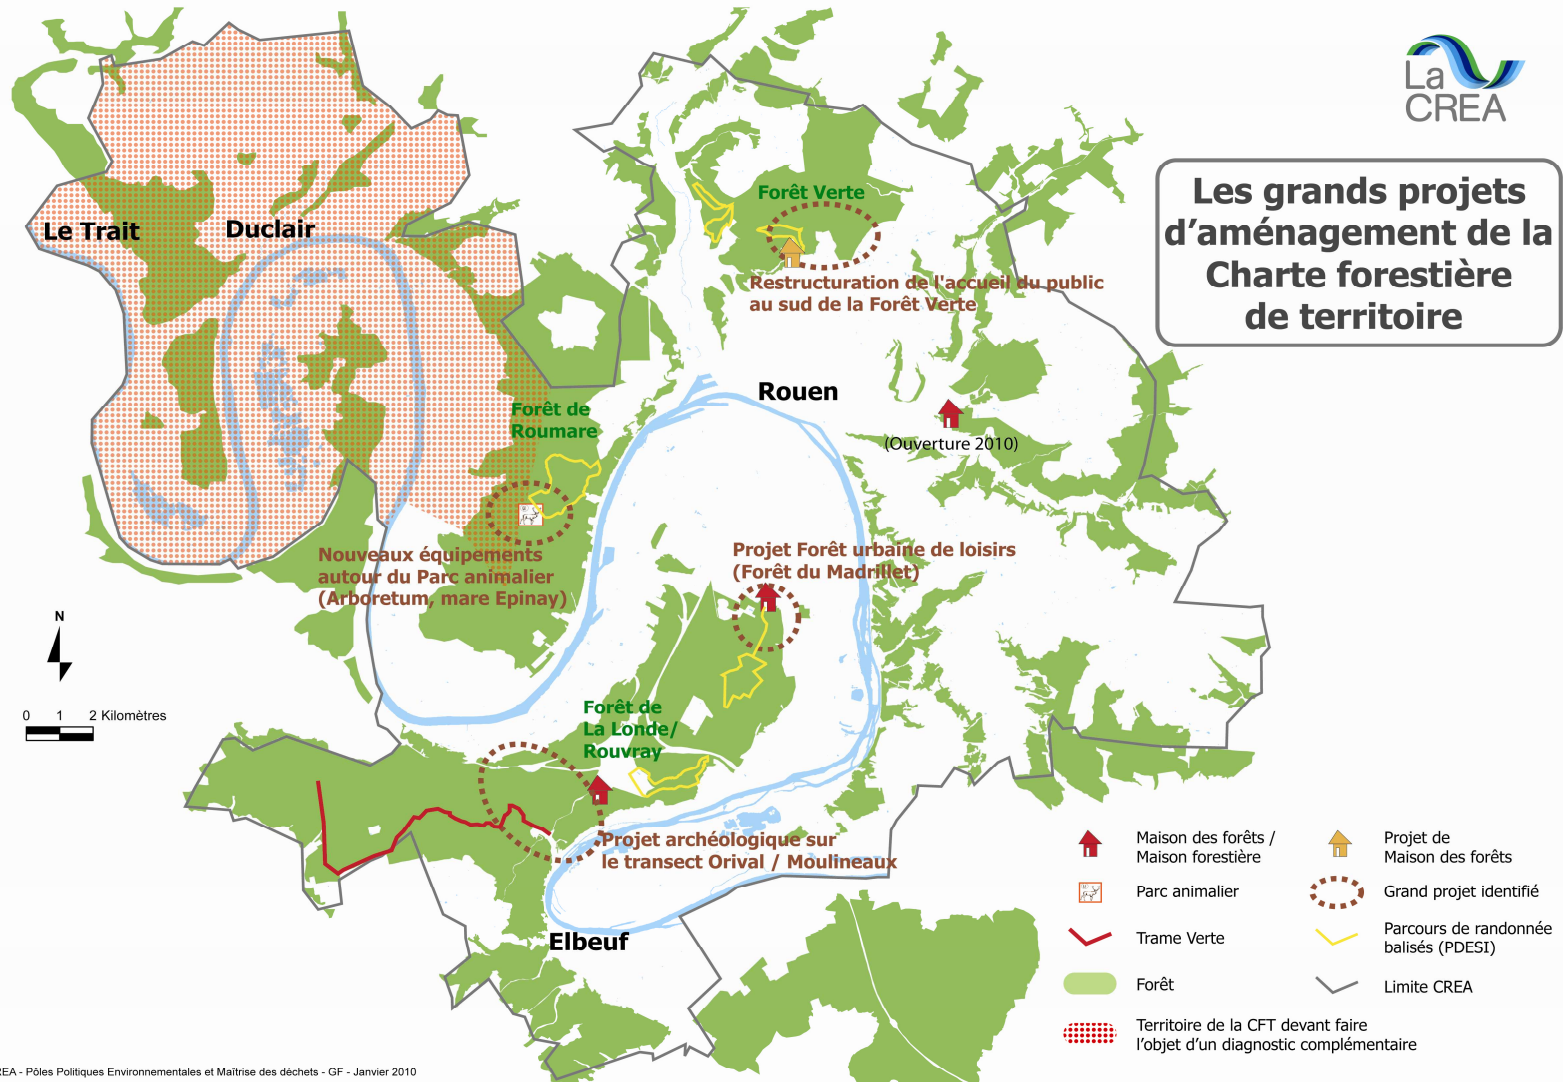 La
CREA
Les grands projets
d'aménagement de la
Charte forestière
de territoire
Forêt Verte
Le Trait
Duclair
Restructuration de l'accueil du public
au sud de la Forêt Verte
Rouen
Forêt de
Roumare
(Ouverture 2010)
Nouveaux équipements
autour du Parc animalier
(Arboretum, mare Epinay)
Projet Forêt urbaine de loisirs
(Forêt du Madrillet)
N
0 1 2 Kilomètres
Forêt de
La Londe/
Rouvray
Projet archéologique sur
le transect Orival / Moulineaux
Elbeuf
Maison des forêts /
Maison forestière
Parc animalier
Trame Verte
Forêt
Territoire de la CFT devant faire
l'objet d'un diagnostic complémentaire
Projet de
Maison des forêts
Grand projet identifié
Parcours de randonnée
balisés (PDESI)
Limite CREA
REA - Pôles Politiques Environnementales et Maîtrise des déchets - GF - Janvier 2010